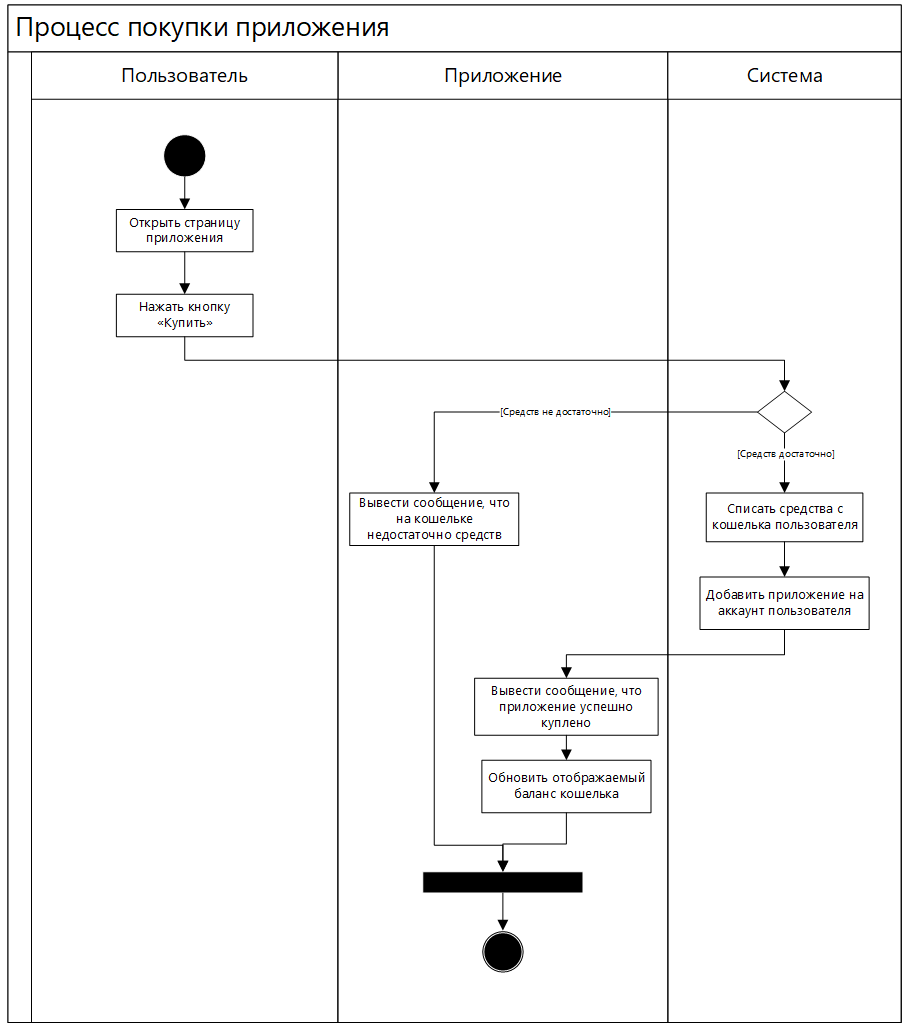 Процесс покупки приложения
Пользователь
Приложение
Система
Открыть страницу
приложения
Нажать кнопку
«Купить»
[Средств не достаточно]
[Средств достаточно]
Вывести сообщение, что
на кошельке
недостаточно средств
Списать средства с
кошелька пользователя
Добавить приложение на
аккаунт пользователя
Вывести сообщение, что
приложение успешно
куплено
Обновить отображаемый
баланс кошелька